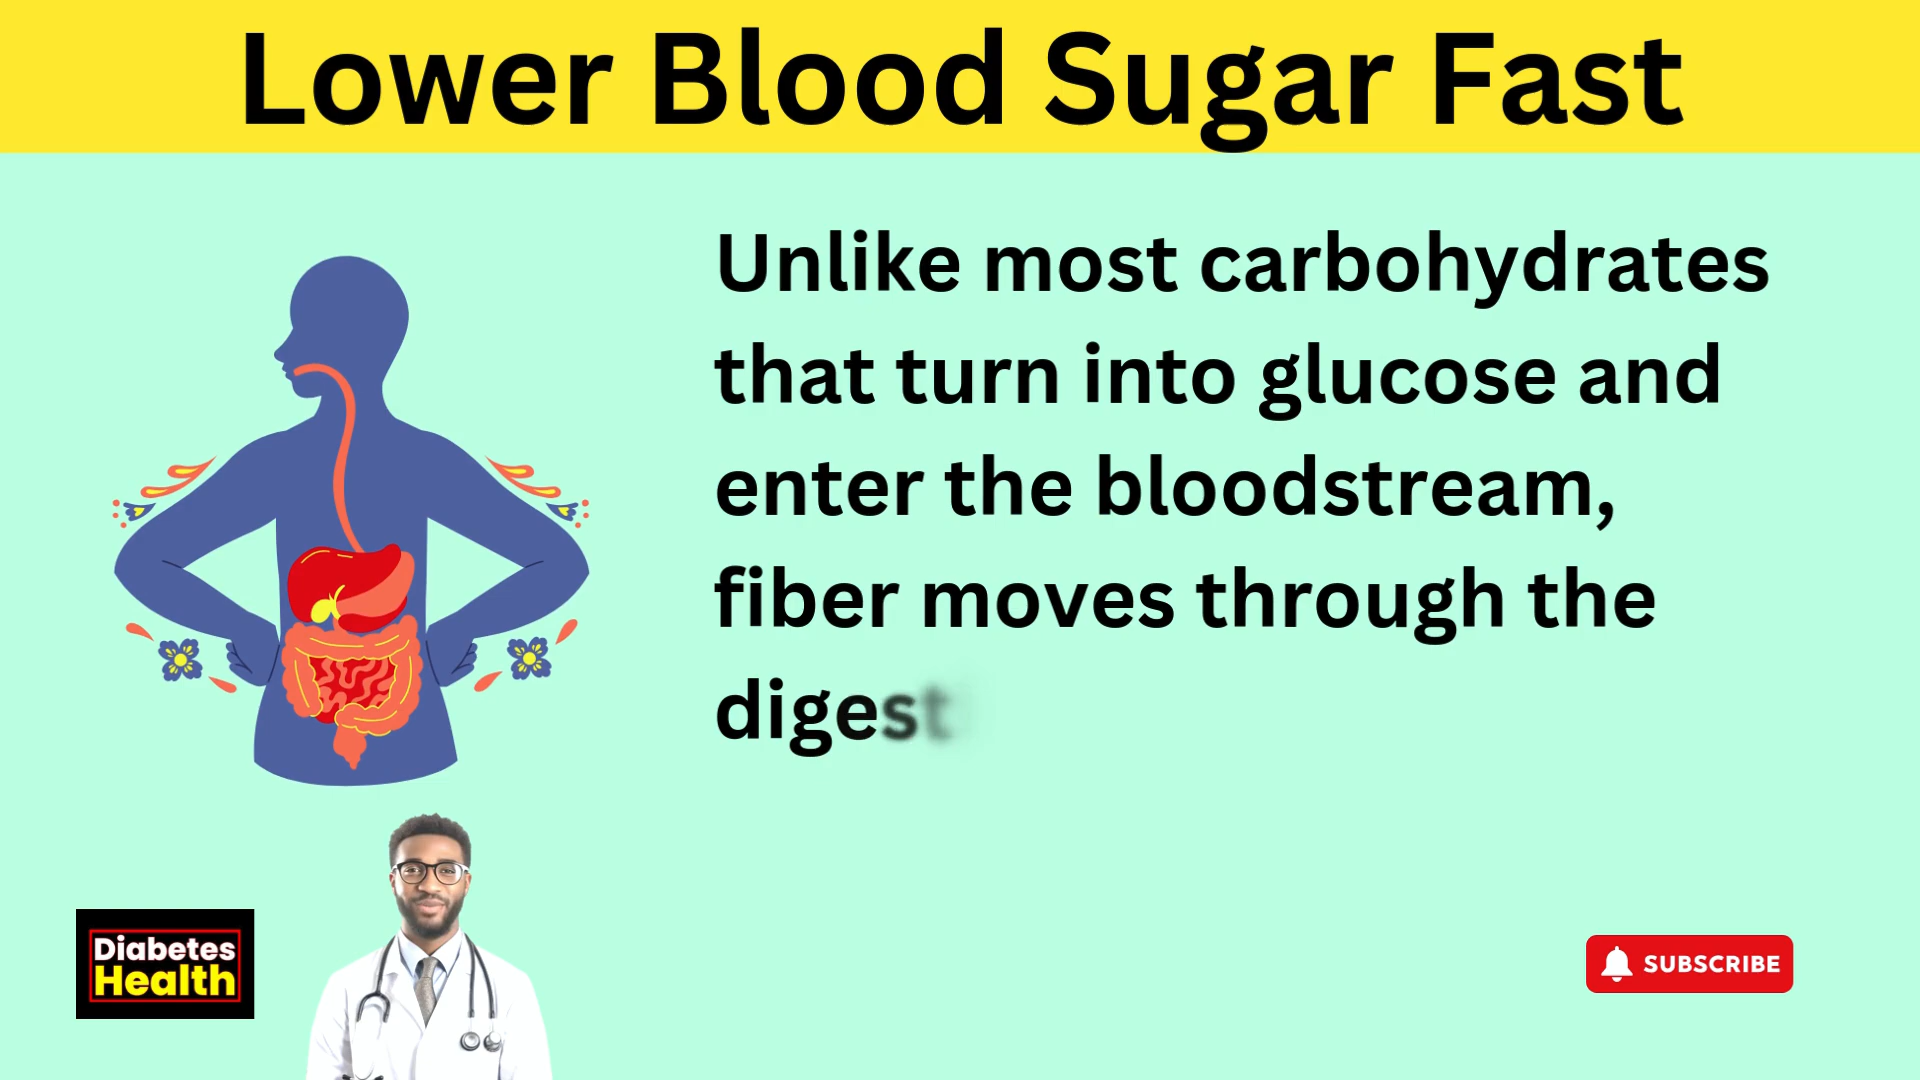 Lower Blood Sugar Fast
Unlike most carbohydrates
that turn into glucose and
enter the bloodstream,
fiber moves through the
digest
Diabetes
Health
SUBSCRIBE